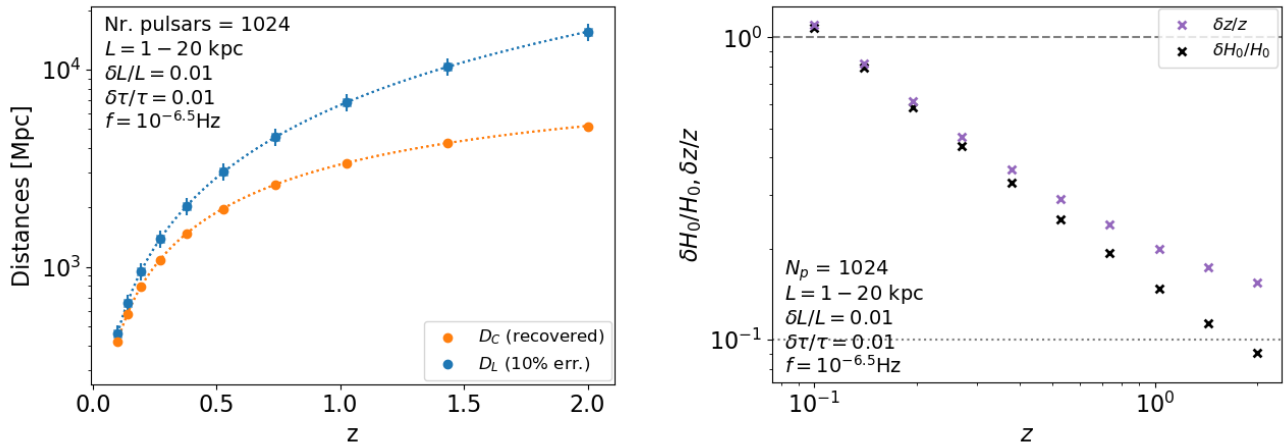 Nr. pulsars = 1024
L = 1 − 20 kpc
δL/L = 0.01
δτ/τ = 0.01
f = 10^−6.5 Hz
Distances [Mpc]
10^4
10^3
D_C (recovered)
D_L (10% err.)
0.0 0.5 1.0 1.5 2.0
z
δz/z
δH_0/H_0
δH_0/H_0, δz/z
10^0
10^−1
N_p = 1024
L = 1 − 20 kpc
δL/L = 0.01
δτ/τ = 0.01
f = 10^−6.5 Hz
10^−1 10^0
z